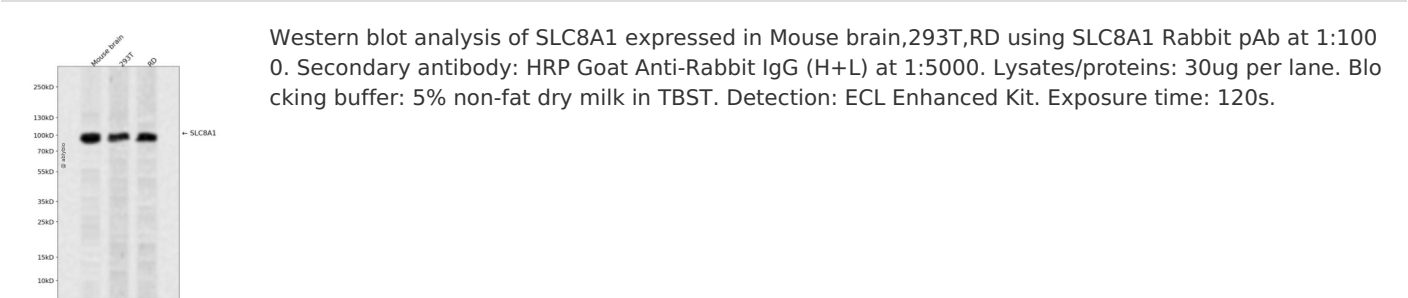 Mouse brain
293T
RD
250kD
130kD
100kD
70kD
55kD
35kD
25kD
15kD
10kD
← SLC8A1
@ ablybio
Western blot analysis of SLC8A1 expressed in Mouse brain,293T,RD using SLC8A1 Rabbit pAb at 1:100
0. Secondary antibody: HRP Goat Anti-Rabbit IgG (H+L) at 1:5000. Lysates/proteins: 30ug per lane. Blo
cking buffer: 5% non-fat dry milk in TBST. Detection: ECL Enhanced Kit. Exposure time: 120s.